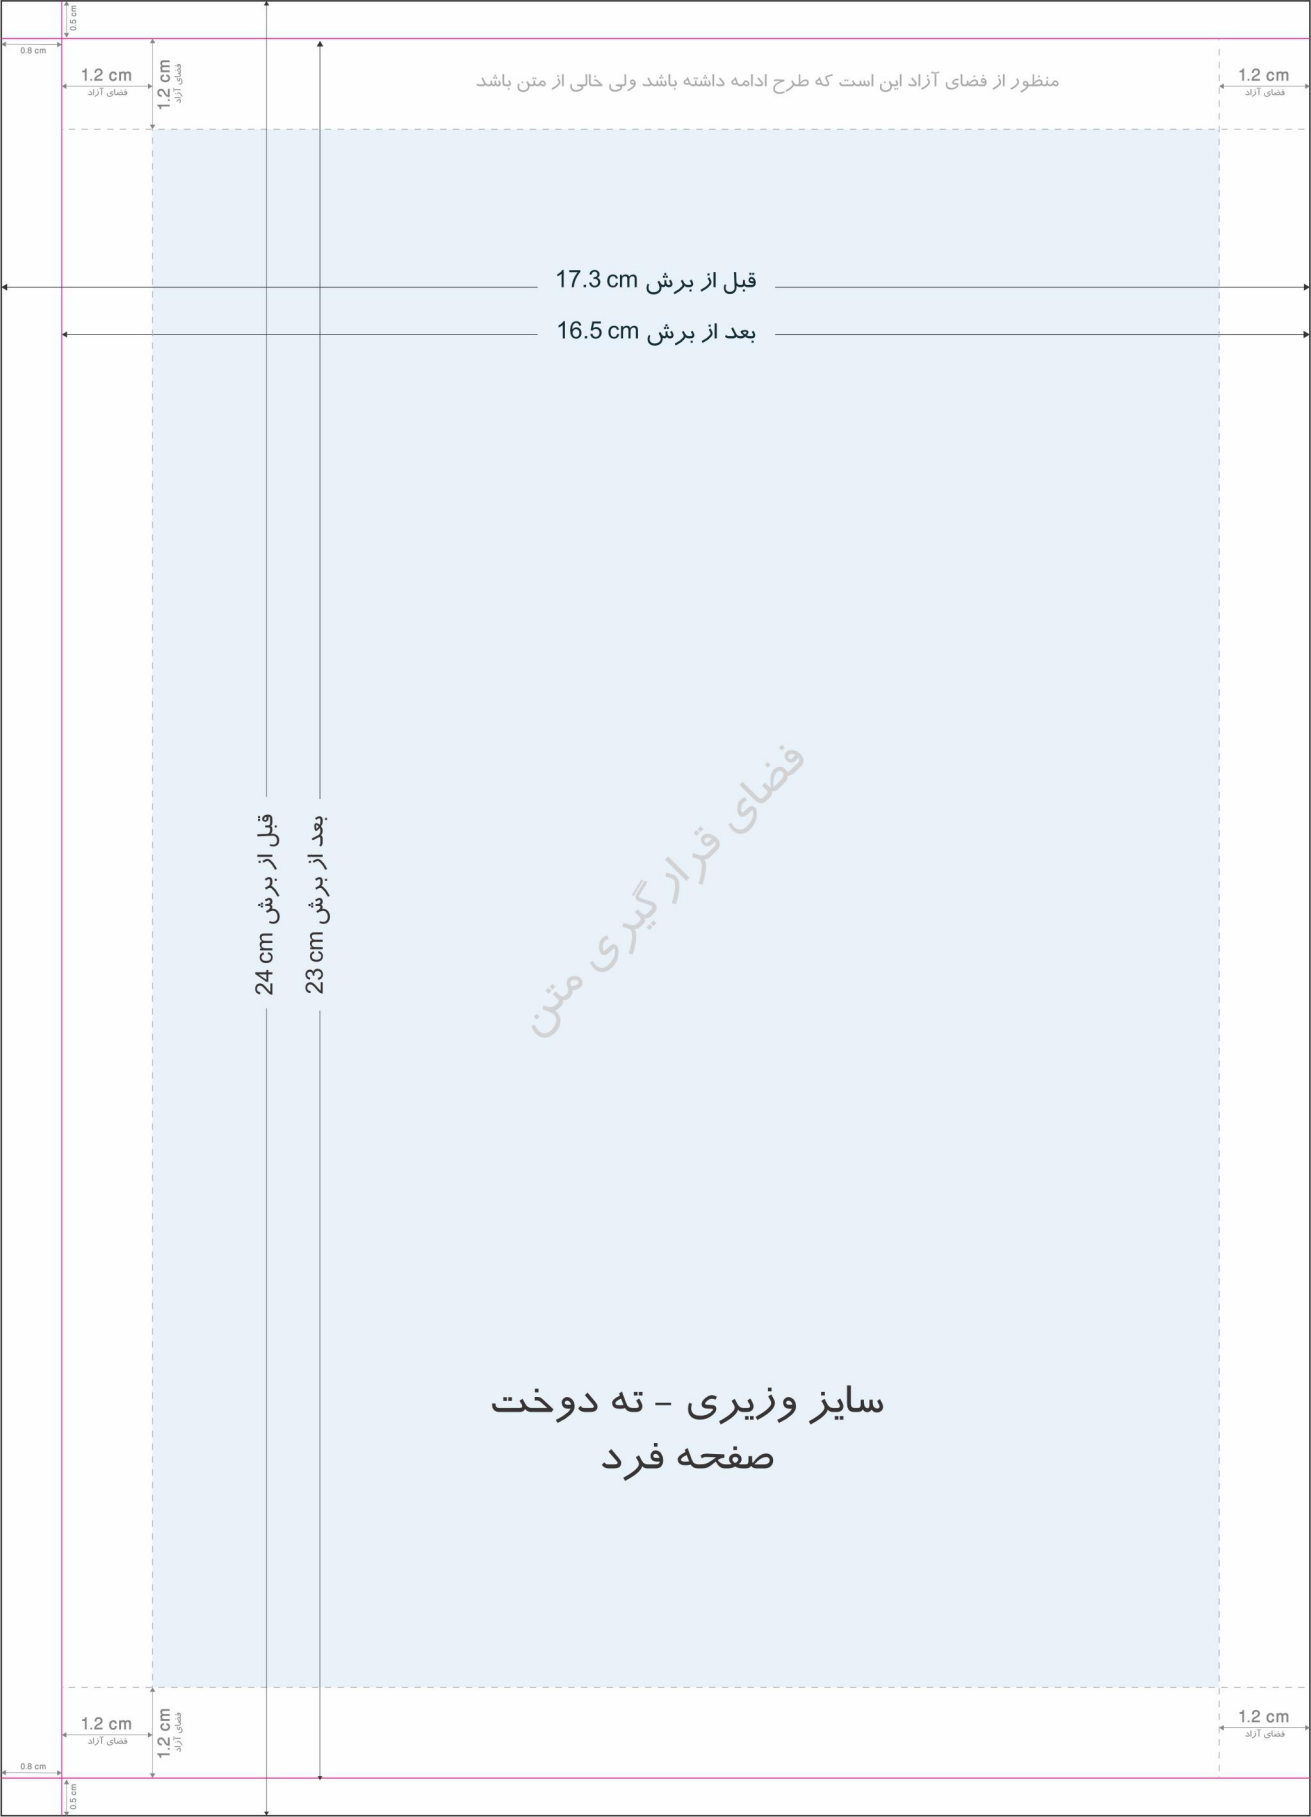 0.5 cm
0.8 cm
1.2 cm
فضای آزاد
1.2 cm
فضای آزاد
منظور از فضای آزاد این است که طرح ادامه داشته باشد ولی خالی از متن باشد
1.2 cm
فضای آزاد
قبل از برش 17.3 cm
بعد از برش 16.5 cm
قبل از برش 24 cm
بعد از برش 23 cm
فضای قرارگیری متن
سایز وزیری - ته دوخت
صفحه فرد
1.2 cm
فضای آزاد
1.2 cm
فضای آزاد
1.2 cm
فضای آزاد
0.8 cm
0.5 cm